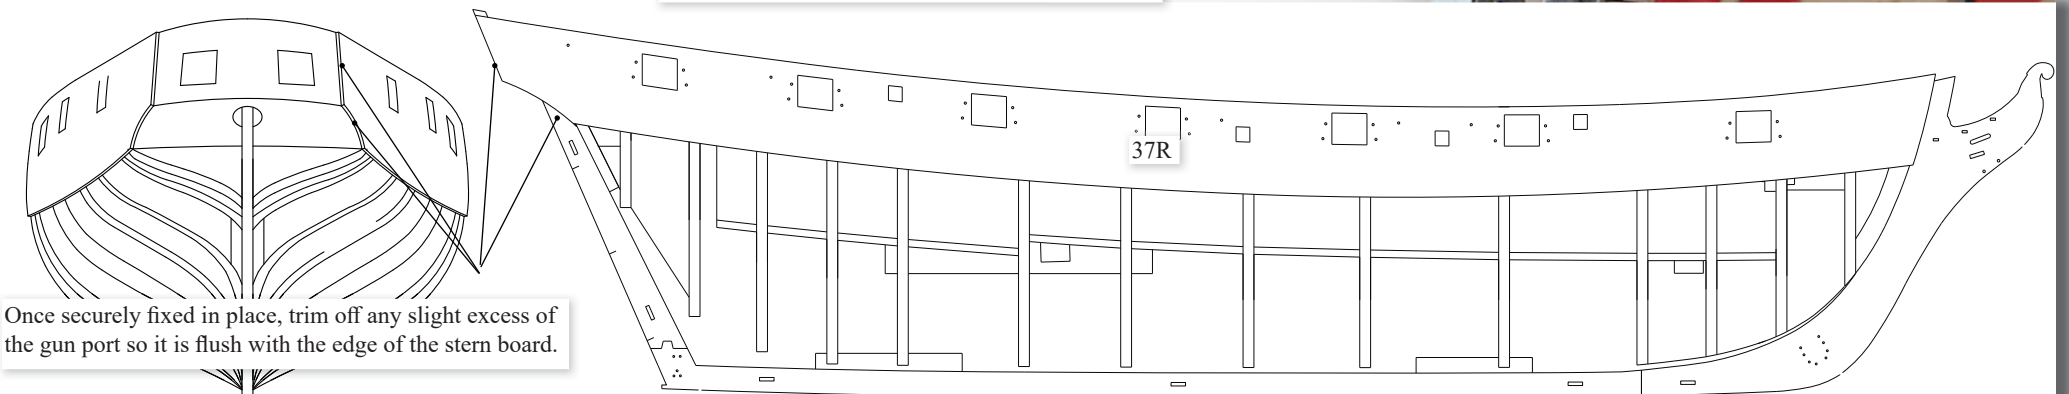 37R
Once securely fixed in place, trim off any slight excess of
the gun port so it is flush with the edge of the stern board.